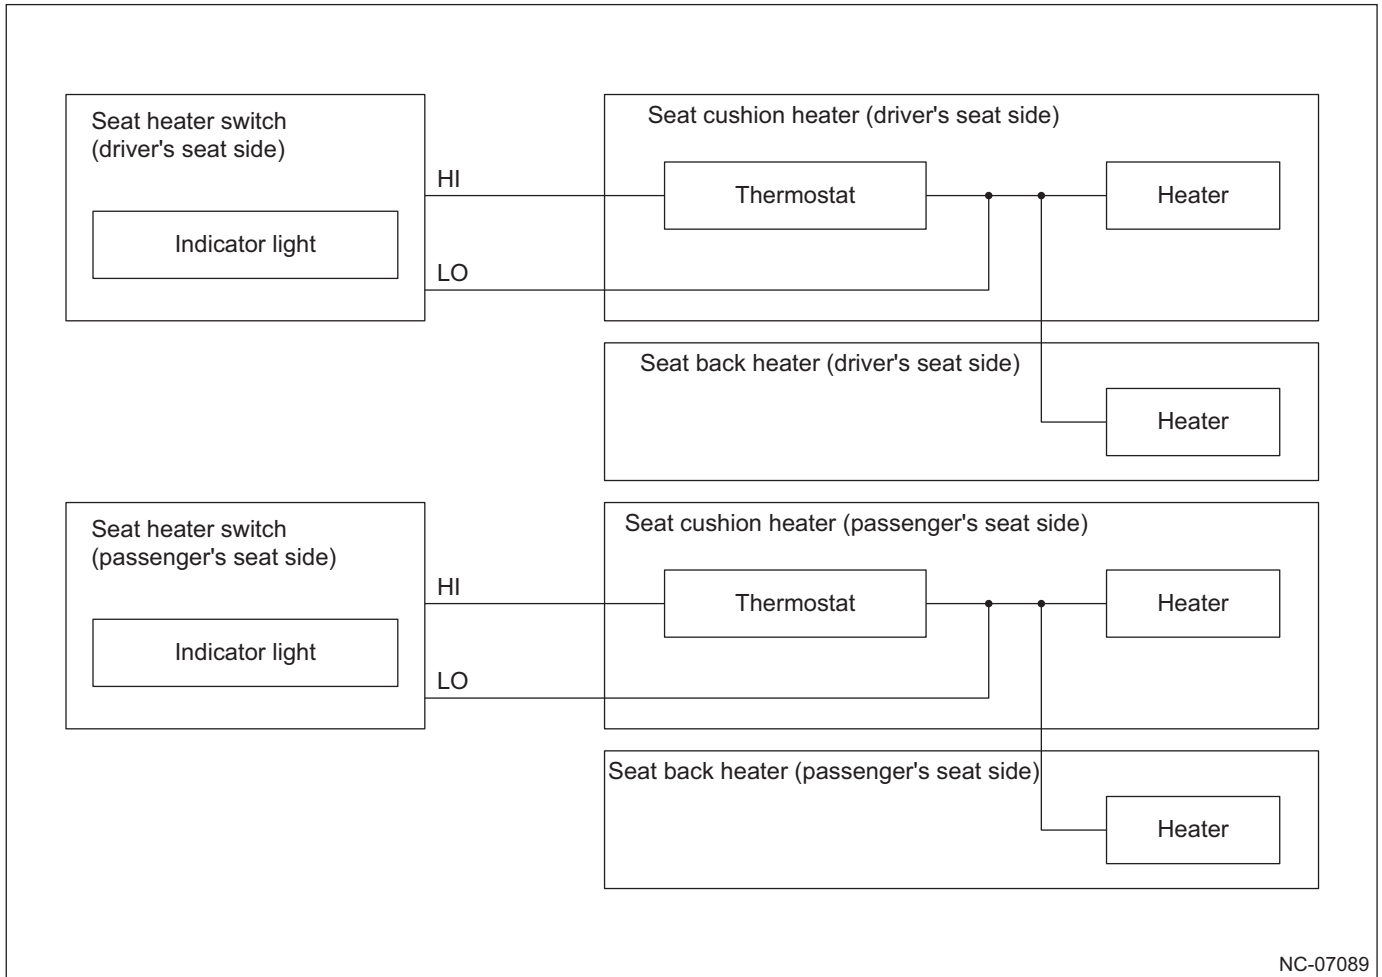 Seat heater switch
(driver's seat side)
Indicator light
HI
LO
Seat cushion heater (driver's seat side)
Thermostat
Heater
Seat back heater (driver's seat side)
Heater
Seat heater switch
(passenger's seat side)
Indicator light
HI
LO
Seat cushion heater (passenger's seat side)
Thermostat
Heater
Seat back heater (passenger's seat side)
Heater
NC-07089